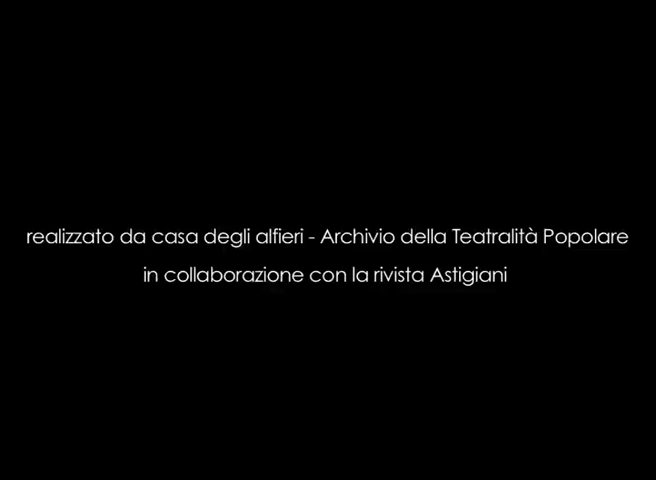 realizzato da casa degli alfieri - Archivio della Teatralità Popolare
in collaborazione con la rivista Astigiani